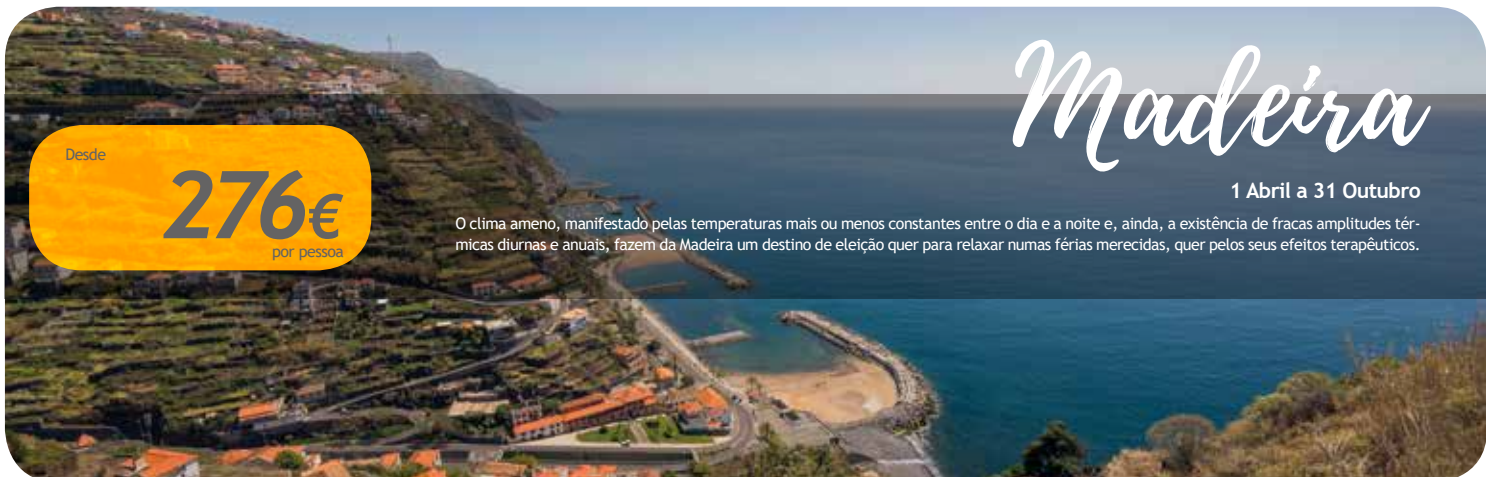 Madeira
Desde
276€
por pessoa
1 Abril a 31 Outubro
O clima ameno, manifestado pelas temperaturas mais ou menos constantes entre o dia e a noite e, ainda, a existência de fracas amplitudes tér-
micas diurnas e anuais, fazem da Madeira um destino de eleição quer para relaxar numas férias merecidas, quer pelos seus efeitos terapêuticos.